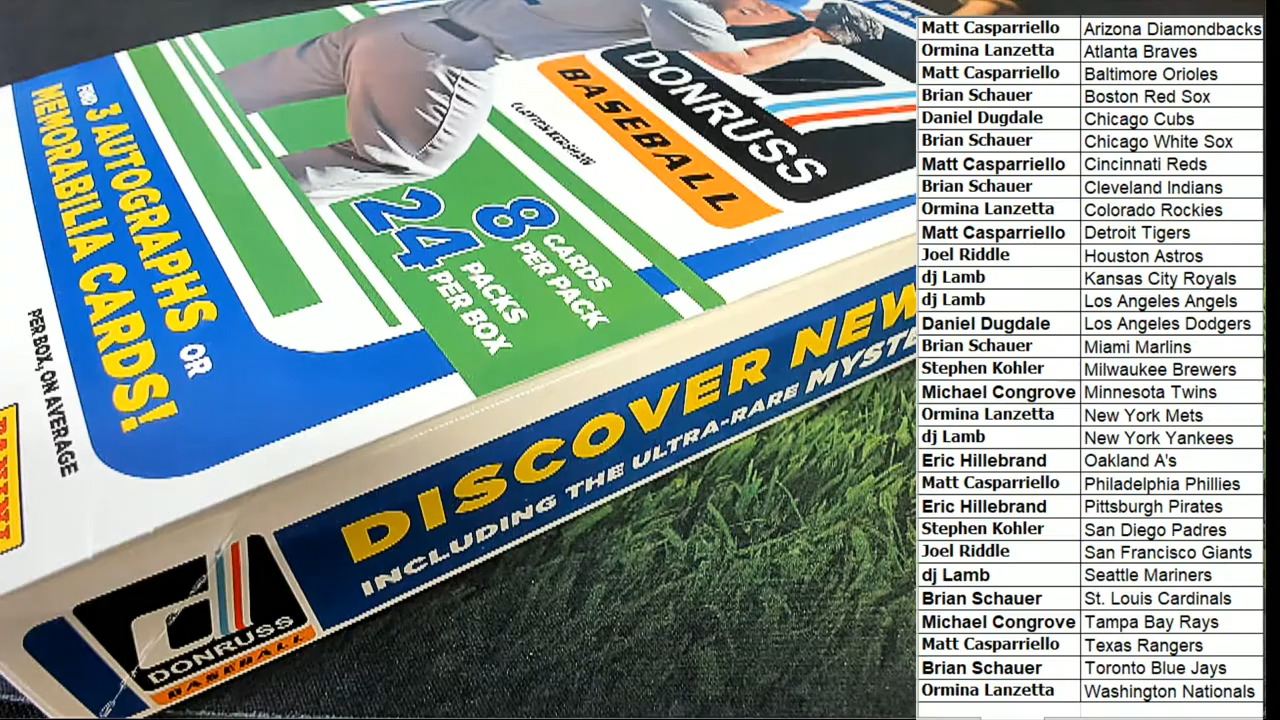 FIND 3 AUTOGRAPHS OR
MEMORABILIA CARDS!
PER BOX, ON AVERAGE
PANINI
DONRUSS
BASEBALL
CLAYTON KERSHAW
8 CARDS
PER PACK
24 PACKS
PER BOX
DISCOVER NEW
INCLUDING THE ULTRA-RARE
d
DONRUSS
BASEBALL
Matt Casparriello Arizona Diamondbacks
Ormina Lanzetta Atlanta Braves
Matt Casparriello Baltimore Orioles
Brian Schauer Boston Red Sox
Daniel Dugdale Chicago Cubs
Brian Schauer Chicago White Sox
Matt Casparriello Cincinnati Reds
Brian Schauer Cleveland Indians
Ormina Lanzetta Colorado Rockies
Matt Casparriello Detroit Tigers
Joel Riddle Houston Astros
dj Lamb Kansas City Royals
dj Lamb Los Angeles Angels
Daniel Dugdale Los Angeles Dodgers
Brian Schauer Miami Marlins
Stephen Kohler Milwaukee Brewers
Michael Congrove Minnesota Twins
Ormina Lanzetta New York Mets
dj Lamb New York Yankees
Eric Hillebrand Oakland A's
Matt Casparriello Philadelphia Phillies
Eric Hillebrand Pittsburgh Pirates
Stephen Kohler San Diego Padres
Joel Riddle San Francisco Giants
dj Lamb Seattle Mariners
Brian Schauer St. Louis Cardinals
Michael Congrove Tampa Bay Rays
Matt Casparriello Texas Rangers
Brian Schauer Toronto Blue Jays
Ormina Lanzetta Washington Nationals